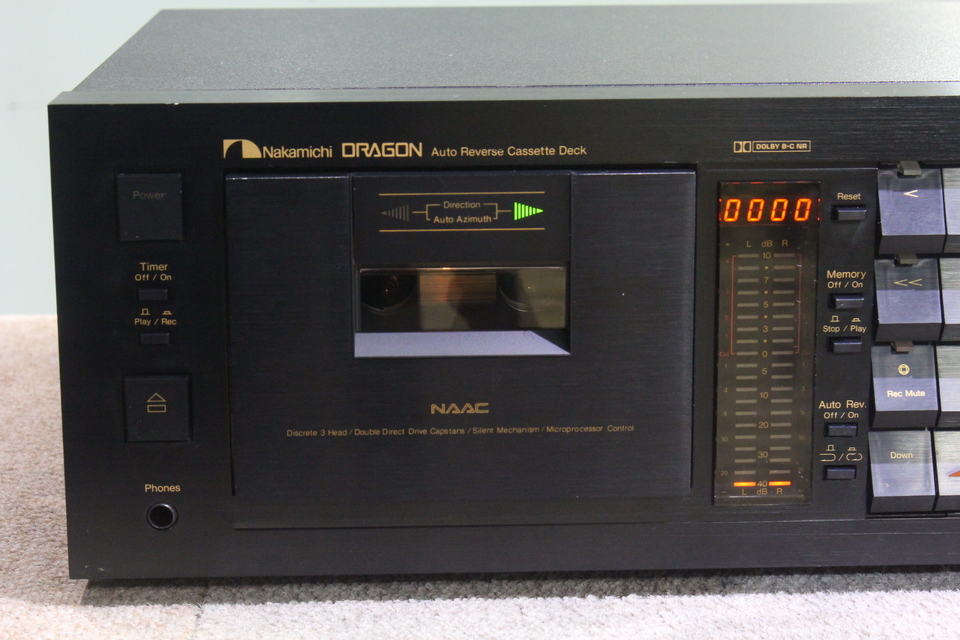 Nakamichi DRAGON Auto Reverse Cassette Deck
DOLBY B-C NR
Power
Direction
Auto Azimuth
0000
Reset
<
Timer
Off / On
Play / Rec
L dB R
10
7
5
3
0
5
10
20
30
40
L dB R
Memory
Off / On
Stop / Play
<<
Rec Mute
NAAC
Discrete 3 Head / Double Direct Drive Capstans / Silent Mechanism / Microprocessor Control
Auto Rev.
Off / On
Down
Phones